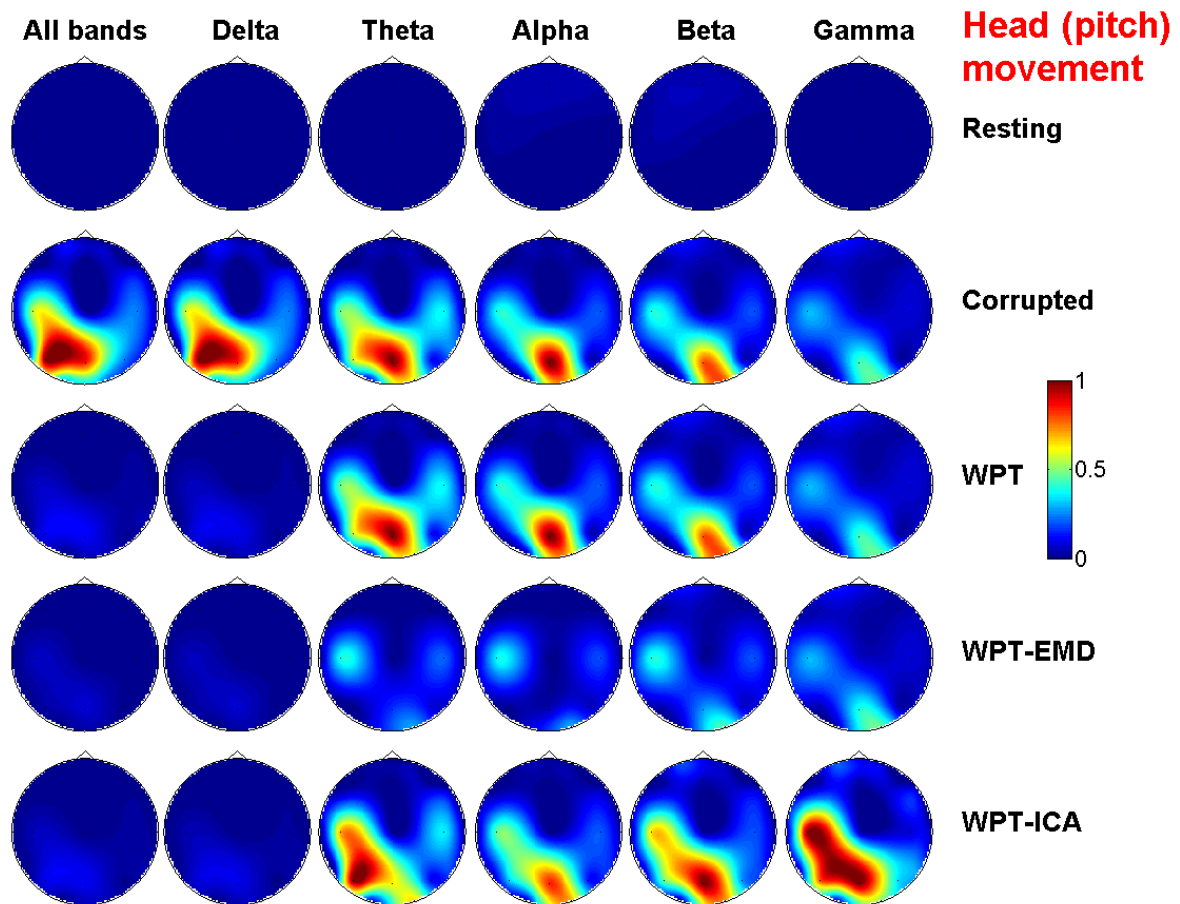 All bands Delta Theta Alpha Beta Gamma
Head (pitch)
movement
Resting
Corrupted
1
WPT
0.5
0
WPT-EMD
WPT-ICA